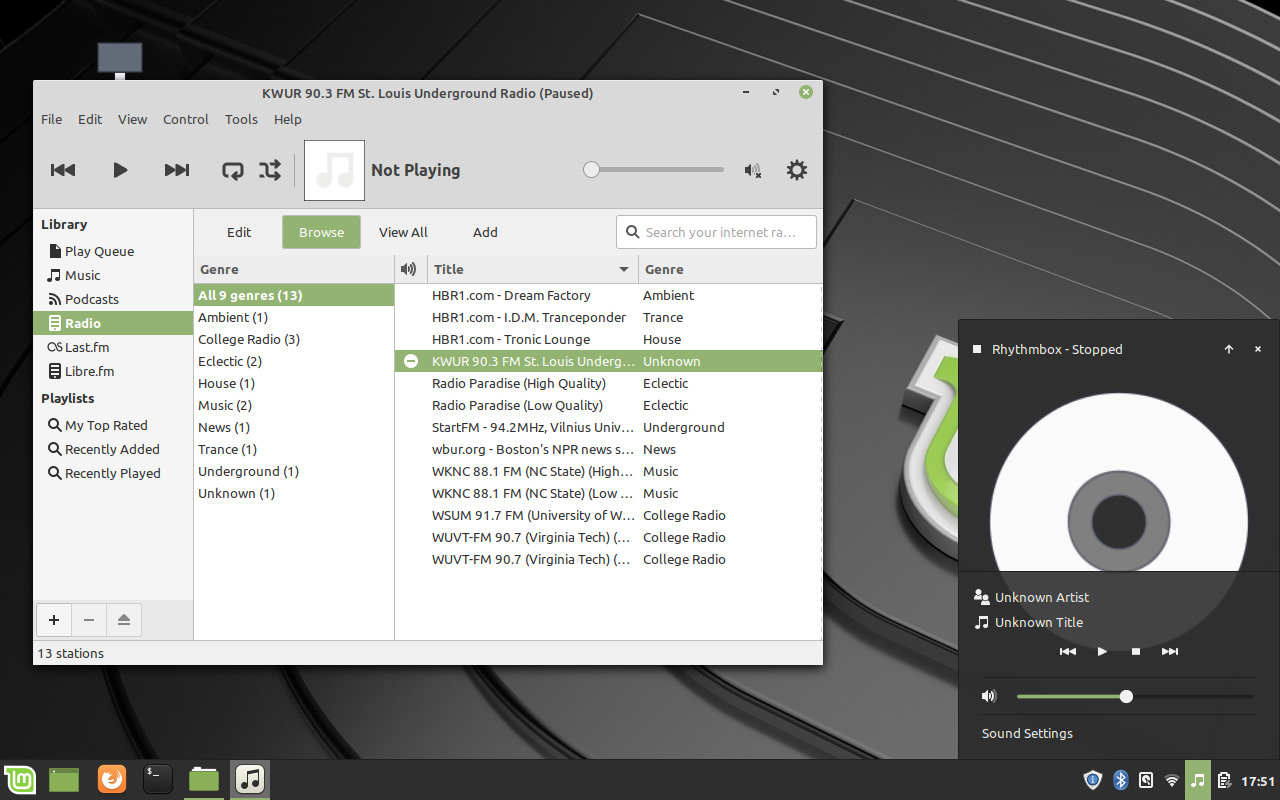 KWUR 90.3 FM St. Louis Underground Radio (Paused)
File Edit View Control Tools Help
Not Playing
Library
Play Queue
Music
Podcasts
Radio
Last.fm
Libre.fm
Playlists
My Top Rated
Recently Added
Recently Played
Edit Browse View All Add
Search your internet ra...
Genre
All 9 genres (13)
Ambient (1)
College Radio (3)
Eclectic (2)
House (1)
Music (2)
News (1)
Trance (1)
Underground (1)
Unknown (1)
Title Genre
HBR1.com - Dream Factory Ambient
HBR1.com - I.D.M. Tranceponder Trance
HBR1.com - Tronic Lounge House
KWUR 90.3 FM St. Louis Underg... Unknown
Radio Paradise (High Quality) Eclectic
Radio Paradise (Low Quality) Eclectic
StartFM - 94.2MHz, Vilnius Univ... Underground
wbur.org - Boston's NPR news s... News
WKNC 88.1 FM (NC State) (High... Music
WKNC 88.1 FM (NC State) (Low ... Music
WSUM 91.7 FM (University of W... College Radio
WUVT-FM 90.7 (Virginia Tech) (... College Radio
WUVT-FM 90.7 (Virginia Tech) (... College Radio
13 stations
Rhythmbox - Stopped
Unknown Artist
Unknown Title
Sound Settings
17:51